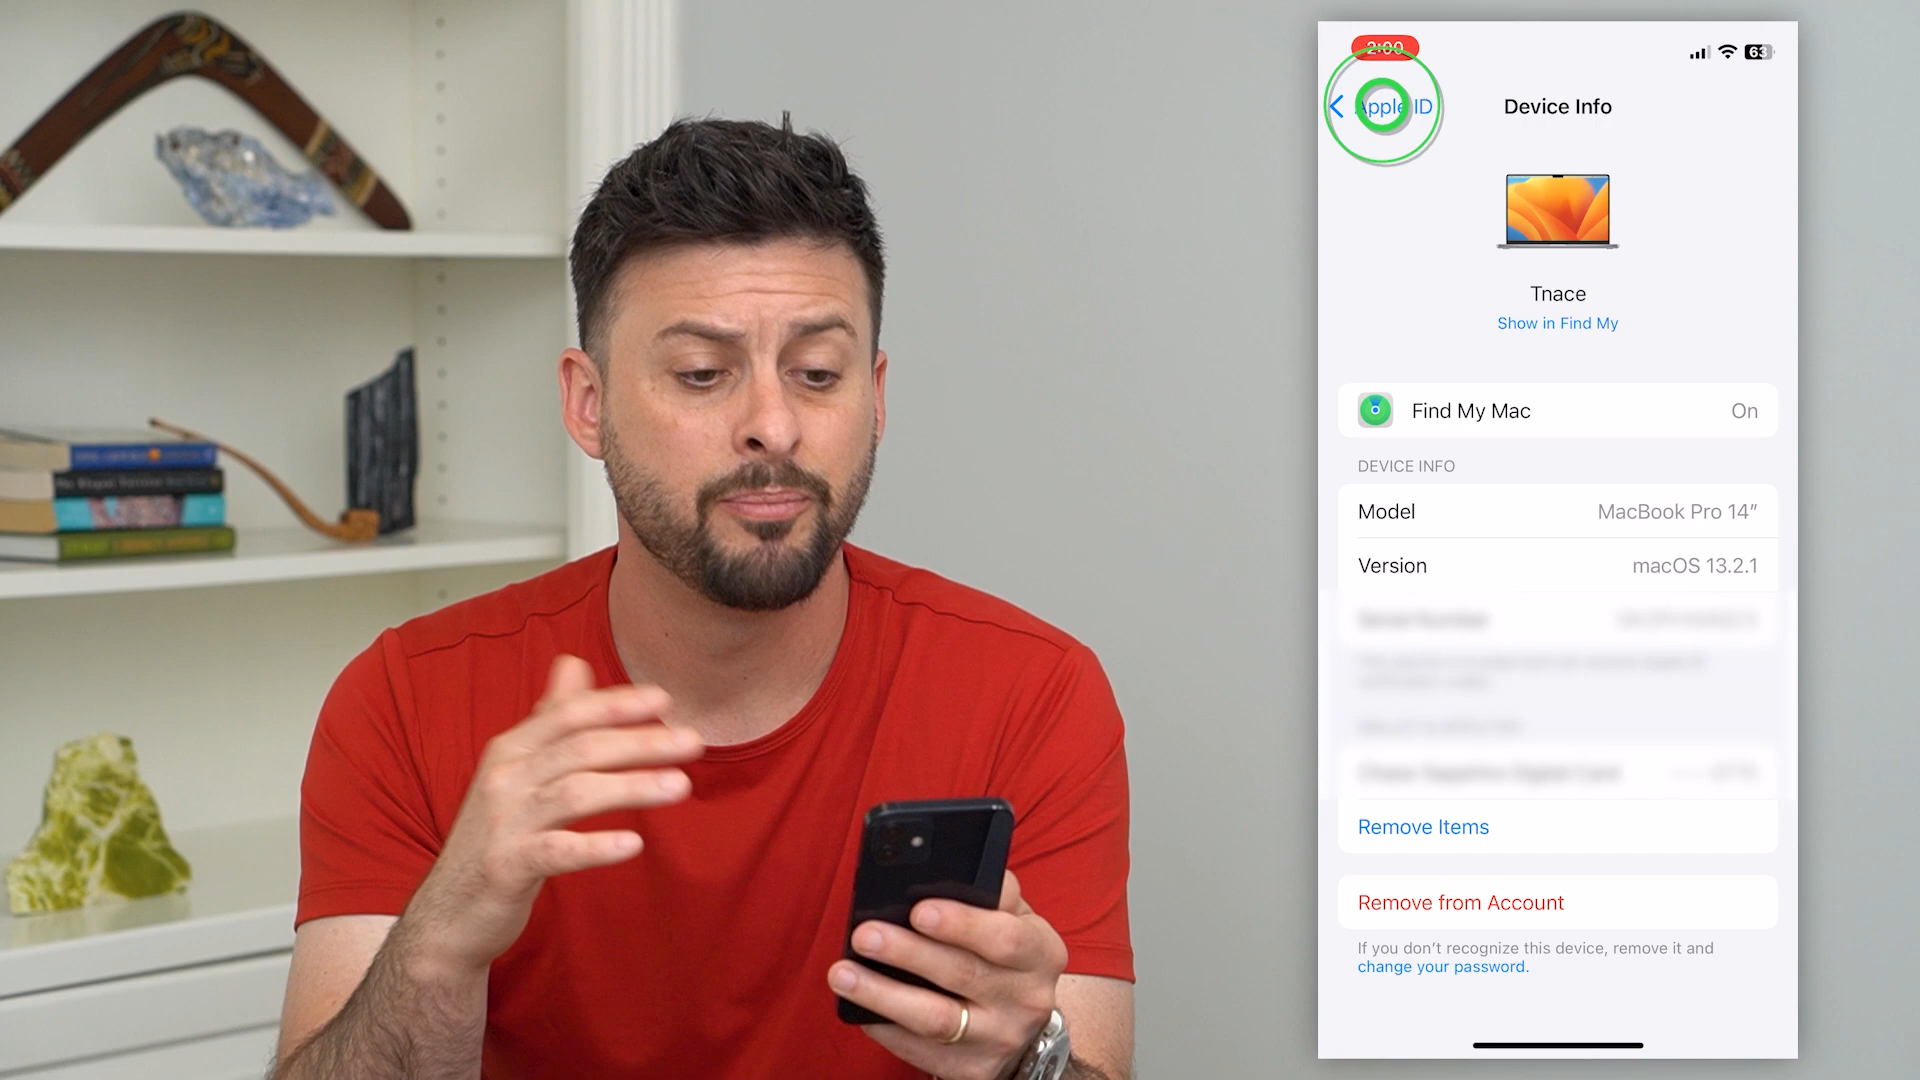 2:00
63
Apple ID
Device Info
Tnace
Show in Find My
Find My Mac On
DEVICE INFO
Model MacBook Pro 14”
Version macOS 13.2.1
Remove Items
Remove from Account
If you don’t recognize this device, remove it and
change your password.